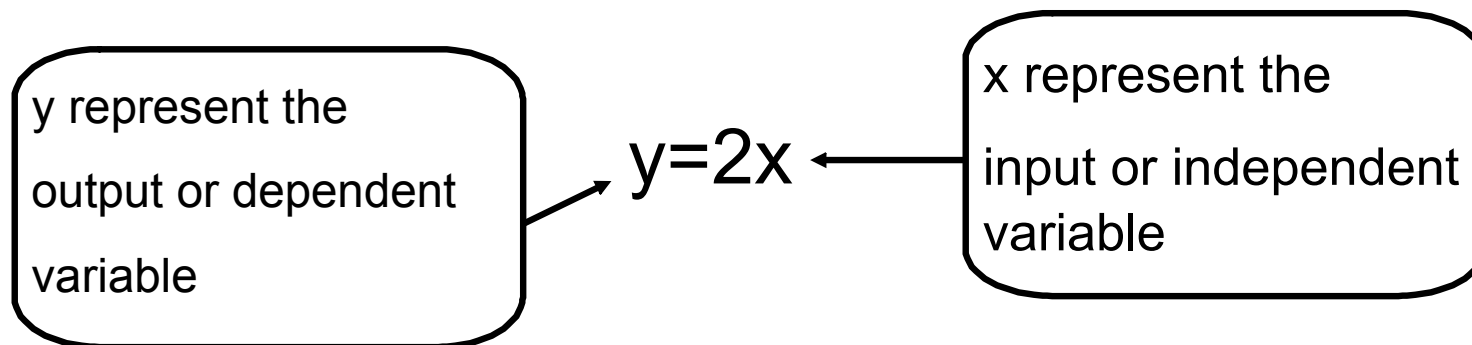 y represent the
output or dependent
variable
y=2x
x represent the
input or independent
variable